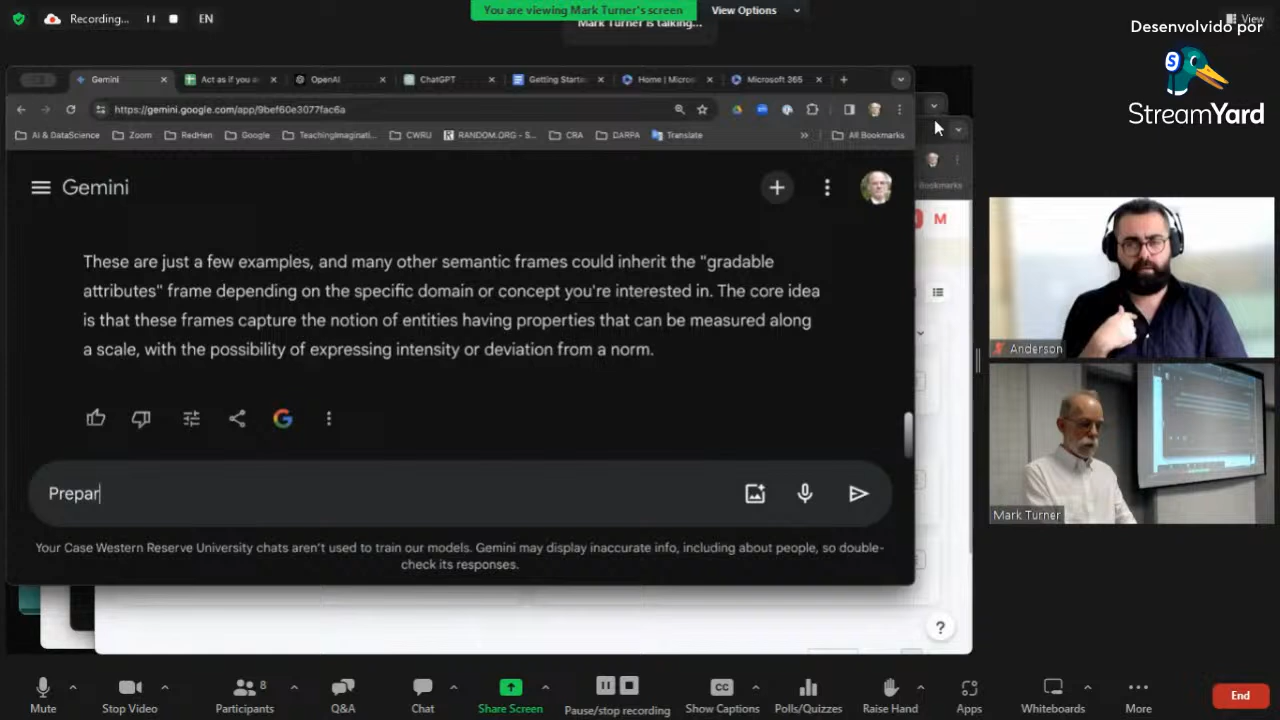 Recording...
EN
You are viewing Mark Turner's screen
View Options
Mark Turner is talking...
View
Desenvolvido por
StreamYard
Gemini
Act as if you a
OpenAI
ChatGPT
Getting Starte
Home | Micros
Microsoft 365
https://gemini.google.com/app/9bef60e3077fac6a
AI & DataScience
Zoom
RedHen
Google
TeachingImaginati...
CWRU
RANDOM.ORG - S...
CRA
DARPA
Translate
All Bookmarks
Bookmarks
M
Gemini
These are just a few examples, and many other semantic frames could inherit the "gradable
attributes" frame depending on the specific domain or concept you're interested in. The core idea
is that these frames capture the notion of entities having properties that can be measured along
a scale, with the possibility of expressing intensity or deviation from a norm.
Prepar
Your Case Western Reserve University chats aren't used to train our models. Gemini may display inaccurate info, including about people, so double-
check its responses.
Anderson
Mark Turner
?
Mute
Stop Video
8
Participants
Q&A
Chat
Share Screen
Pause/stop recording
CC
Show Captions
Polls/Quizzes
Raise Hand
Apps
Whiteboards
More
End